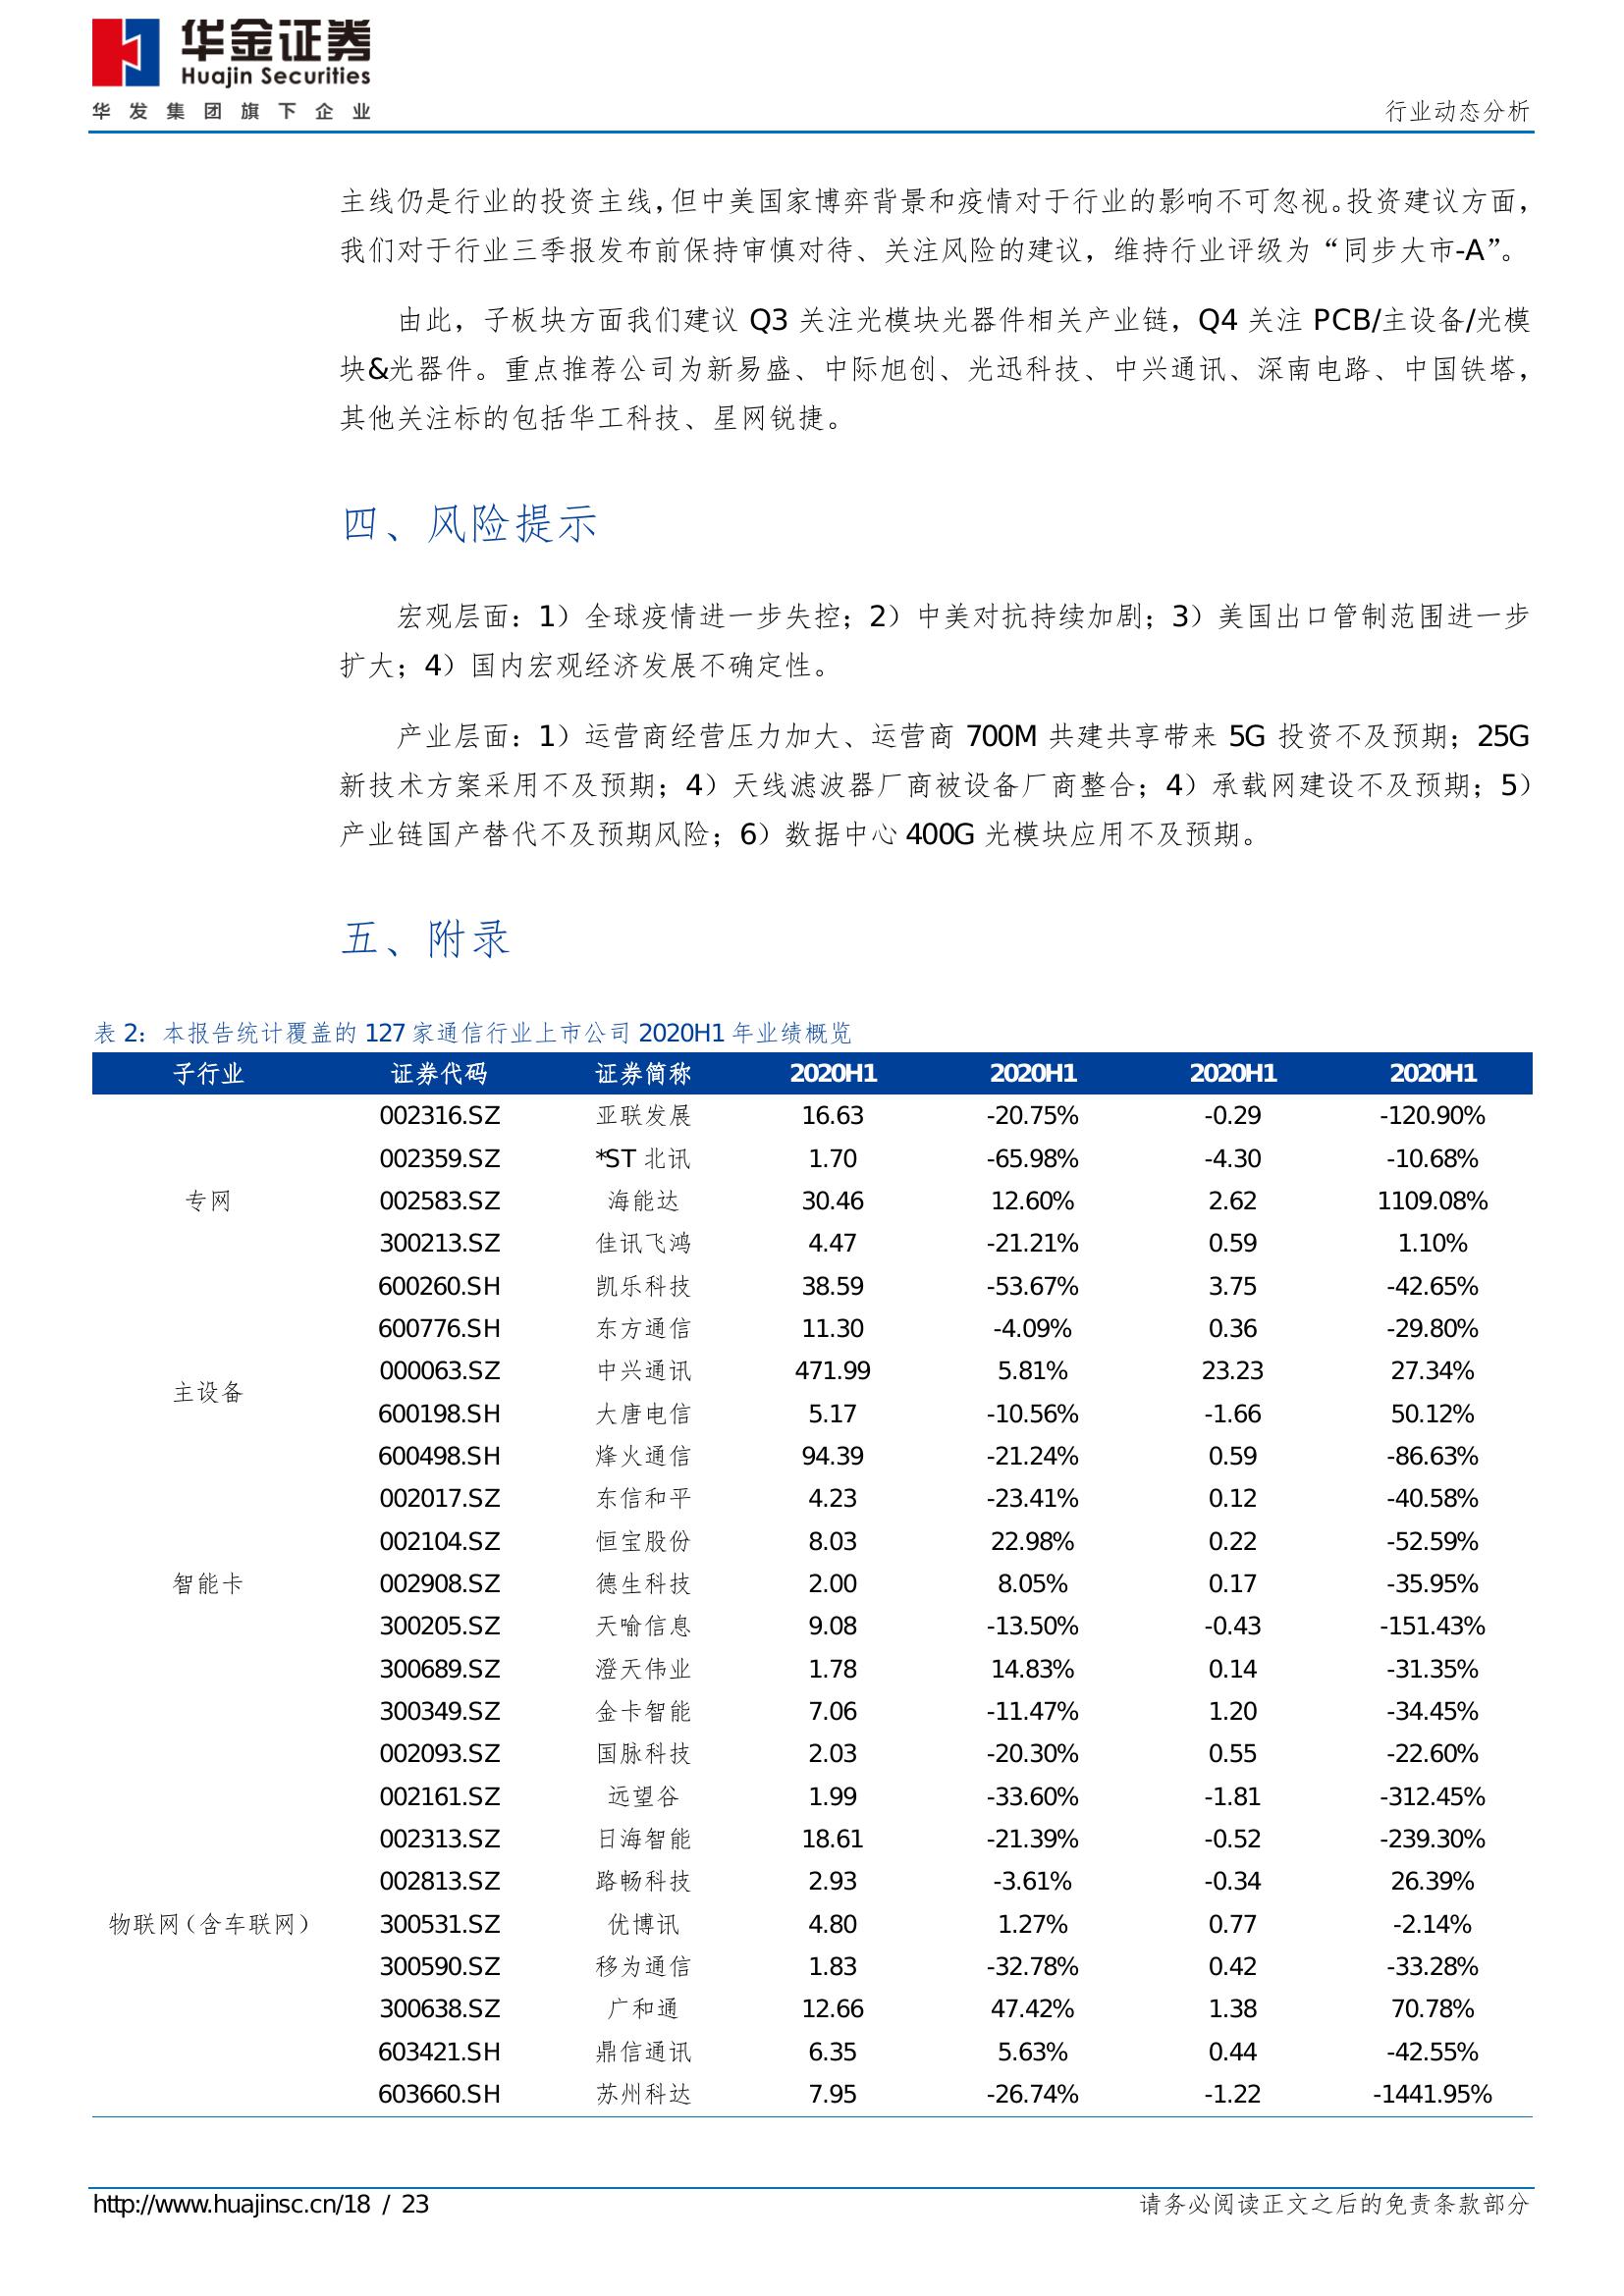 华金证券
Huajin Securities
华发集团旗下企业
行业动态分析
主线仍是行业的投资主线，但中美国家博弈背景和疫情对于行业的影响不可忽视。投资建议方面，
我们对于行业三季报发布前保持审慎对待、关注风险的建议，维持行业评级为“同步大市-A”。
由此，子板块方面我们建议 Q3 关注光模块光器件相关产业链，Q4 关注 PCB/主设备/光模
块&光器件。重点推荐公司为新易盛、中际旭创、光迅科技、中兴通讯、深南电路、中国铁塔，
其他关注标的包括华工科技、星网锐捷。
四、风险提示
宏观层面：1）全球疫情进一步失控；2）中美对抗持续加剧；3）美国出口管制范围进一步
扩大；4）国内宏观经济发展不确定性。
产业层面：1）运营商经营压力加大、运营商 700M 共建共享带来 5G 投资不及预期；25G
新技术方案采用不及预期；4）天线滤波器厂商被设备厂商整合；4）承载网建设不及预期；5）
产业链国产替代不及预期风险；6）数据中心 400G 光模块应用不及预期。
五、附录
表 2：本报告统计覆盖的 127 家通信行业上市公司 2020H1 年业绩概览
子行业 证券代码 证券简称 2020H1 2020H1 2020H1 2020H1
002316.SZ 亚联发展 16.63 -20.75% -0.29 -120.90%
002359.SZ *ST 北讯 1.70 -65.98% -4.30 -10.68%
专网 002583.SZ 海能达 30.46 12.60% 2.62 1109.08%
300213.SZ 佳讯飞鸿 4.47 -21.21% 0.59 1.10%
600260.SH 凯乐科技 38.59 -53.67% 3.75 -42.65%
600776.SH 东方通信 11.30 -4.09% 0.36 -29.80%
主设备 000063.SZ 中兴通讯 471.99 5.81% 23.23 27.34%
600198.SH 大唐电信 5.17 -10.56% -1.66 50.12%
600498.SH 烽火通信 94.39 -21.24% 0.59 -86.63%
002017.SZ 东信和平 4.23 -23.41% 0.12 -40.58%
002104.SZ 恒宝股份 8.03 22.98% 0.22 -52.59%
智能卡 002908.SZ 德生科技 2.00 8.05% 0.17 -35.95%
300205.SZ 天喻信息 9.08 -13.50% -0.43 -151.43%
300689.SZ 澄天伟业 1.78 14.83% 0.14 -31.35%
300349.SZ 金卡智能 7.06 -11.47% 1.20 -34.45%
002093.SZ 国脉科技 2.03 -20.30% 0.55 -22.60%
002161.SZ 远望谷 1.99 -33.60% -1.81 -312.45%
002313.SZ 日海智能 18.61 -21.39% -0.52 -239.30%
002813.SZ 路畅科技 2.93 -3.61% -0.34 26.39%
物联网（含车联网） 300531.SZ 优博讯 4.80 1.27% 0.77 -2.14%
300590.SZ 移为通信 1.83 -32.78% 0.42 -33.28%
300638.SZ 广和通 12.66 47.42% 1.38 70.78%
603421.SH 鼎信通讯 6.35 5.63% 0.44 -42.55%
603660.SH 苏州科达 7.95 -26.74% -1.22 -1441.95%
http://www.huajinsc.cn/18 / 23
请务必阅读正文之后的免责条款部分